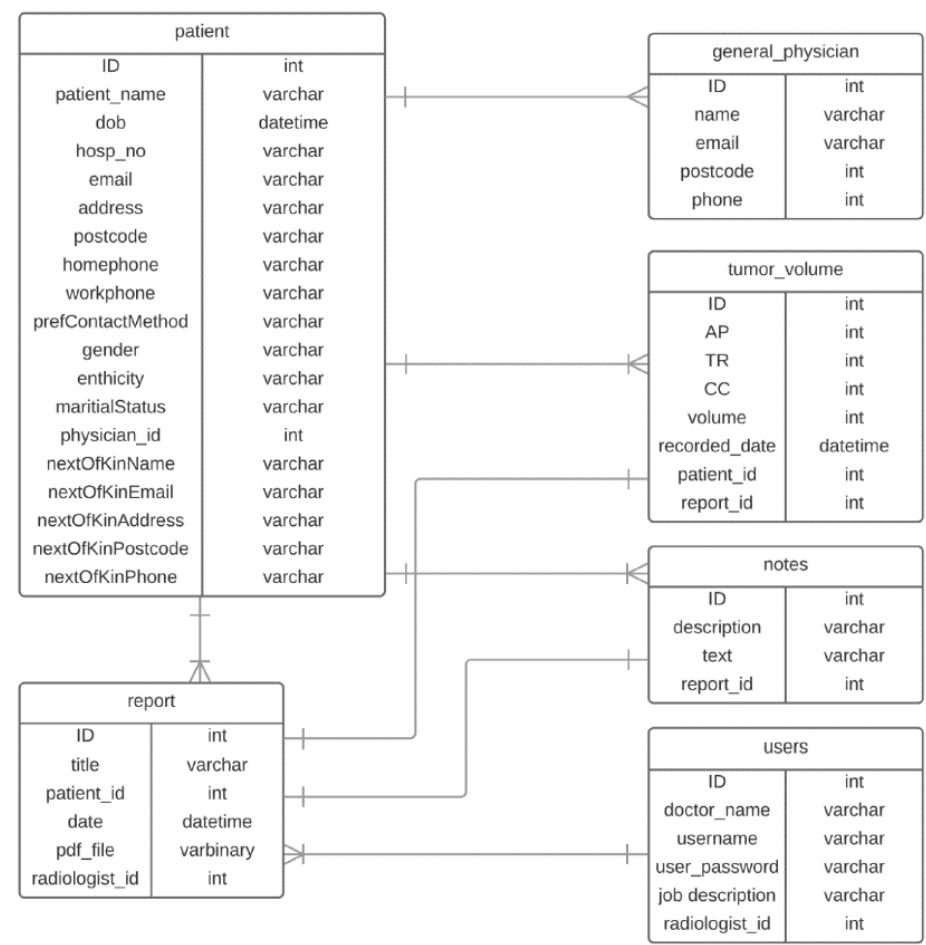 patient
ID int
patient_name varchar
dob datetime
hosp_no varchar
email varchar
address varchar
postcode varchar
homephone varchar
workphone varchar
prefContactMethod varchar
gender varchar
enthicity varchar
maritialStatus varchar
physician_id int
nextOfKinName varchar
nextOfKinEmail varchar
nextOfKinAddress varchar
nextOfKinPostcode varchar
nextOfKinPhone varchar
general_physician
ID int
name varchar
email varchar
postcode int
phone int
tumor_volume
ID int
AP int
TR int
CC int
volume int
recorded_date datetime
patient_id int
report_id int
notes
ID int
description varchar
text varchar
report_id int
report
ID int
title varchar
patient_id int
date datetime
pdf_file varbinary
radiologist_id int
users
ID int
doctor_name varchar
username varchar
user_password varchar
job description varchar
radiologist_id int